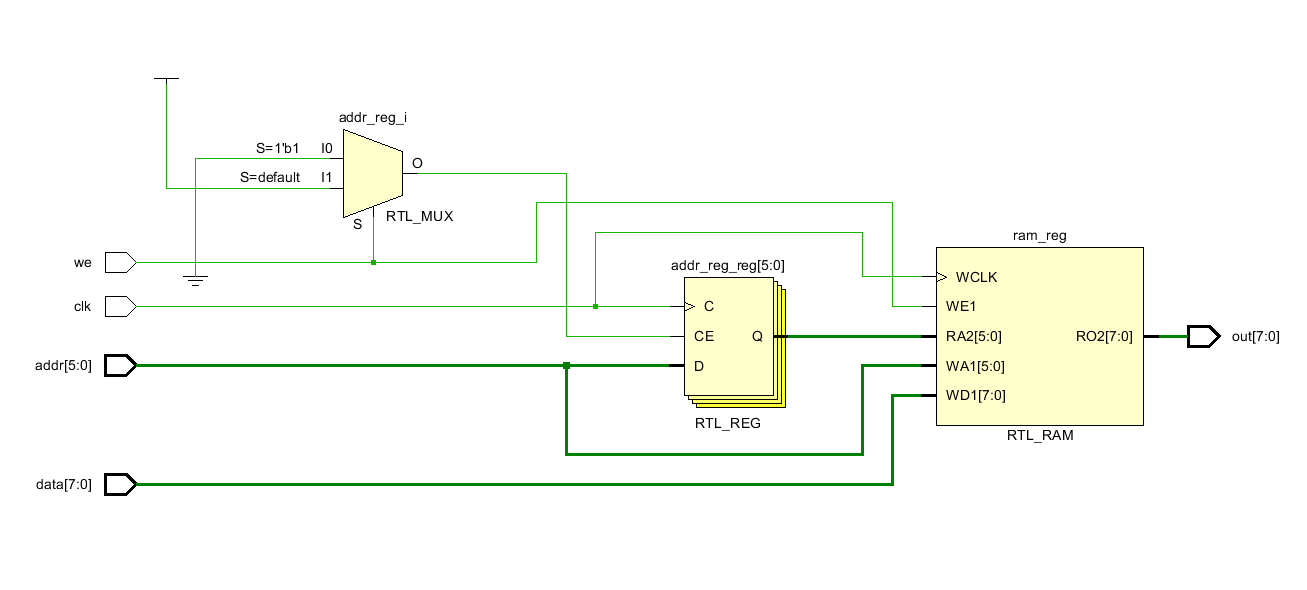 addr_reg_i
S=1'b1 I0
O
S=default I1
S RTL_MUX
we
clk
addr[5:0]
data[7:0]
addr_reg_reg[5:0]
C
CE Q
D
RTL_REG
ram_reg
WCLK
WE1
RA2[5:0] RO2[7:0]
WA1[5:0]
WD1[7:0]
RTL_RAM
out[7:0]